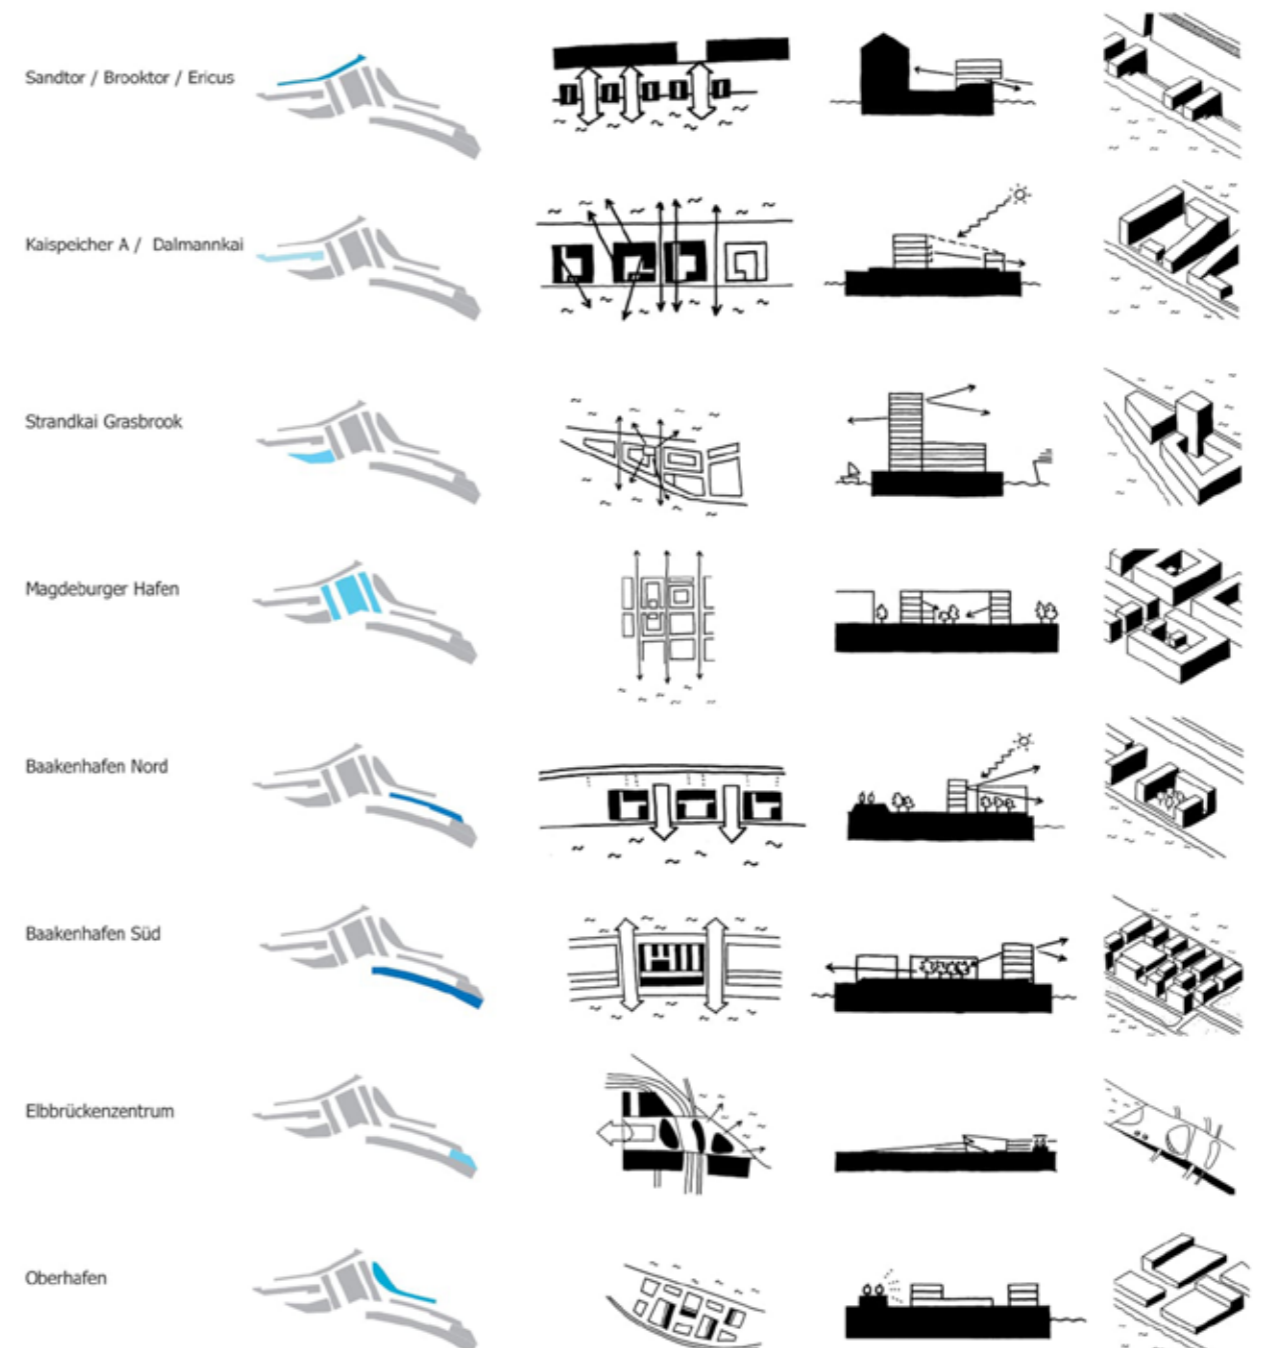 Sandtor / Brooktor / Ericus
Kaispeicher A / Dalmannkai
Strandkai Grasbrook
Magdeburger Hafen
Baakenhafen Nord
Baakenhafen Süd
Elbbrückenzentrum
Oberhafen